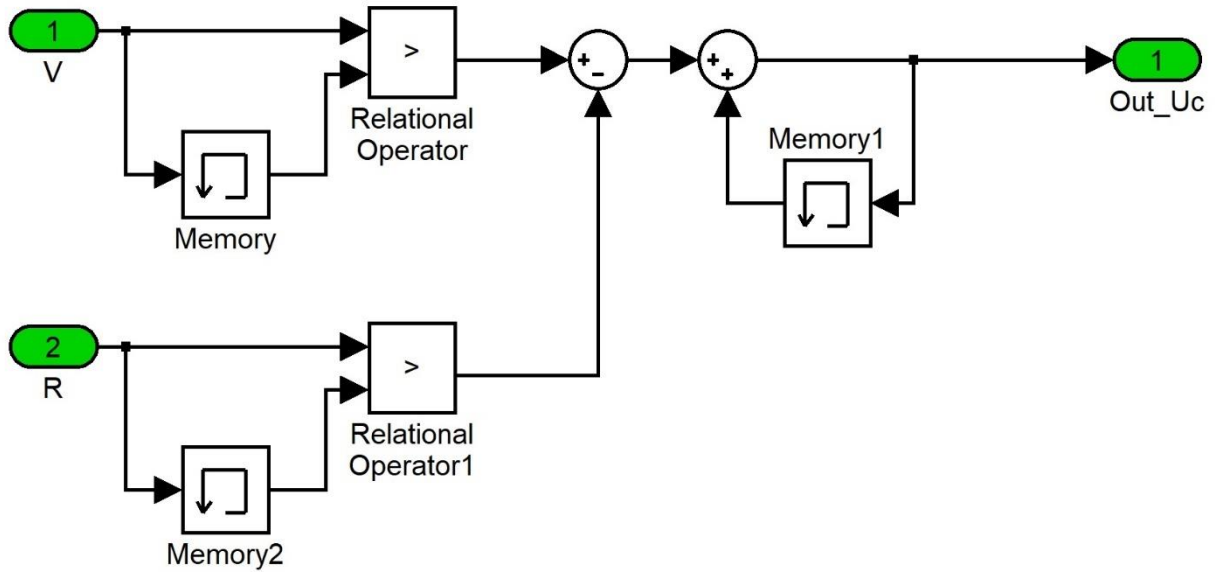 1
V
>
Relational
Operator
Memory
+
-
+
+
Memory1
1
Out_Uc
2
R
>
Relational
Operator1
Memory2